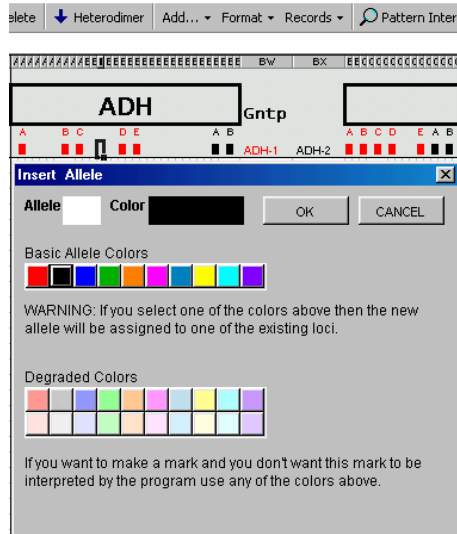 elete Heterodimer Add... Format Records Pattern Inter
BW BX
ADH Gntp
A B C D E A B ADH-1 ADH-2 A B C D E A B
Insert Allele
Allele Color OK CANCEL
Basic Allele Colors
WARNING: If you select one of the colors above then the new
allele will be assigned to one of the existing loci.
Degraded Colors
If you want to make a mark and you don't want this mark to be
interpreted by the program use any of the colors above.